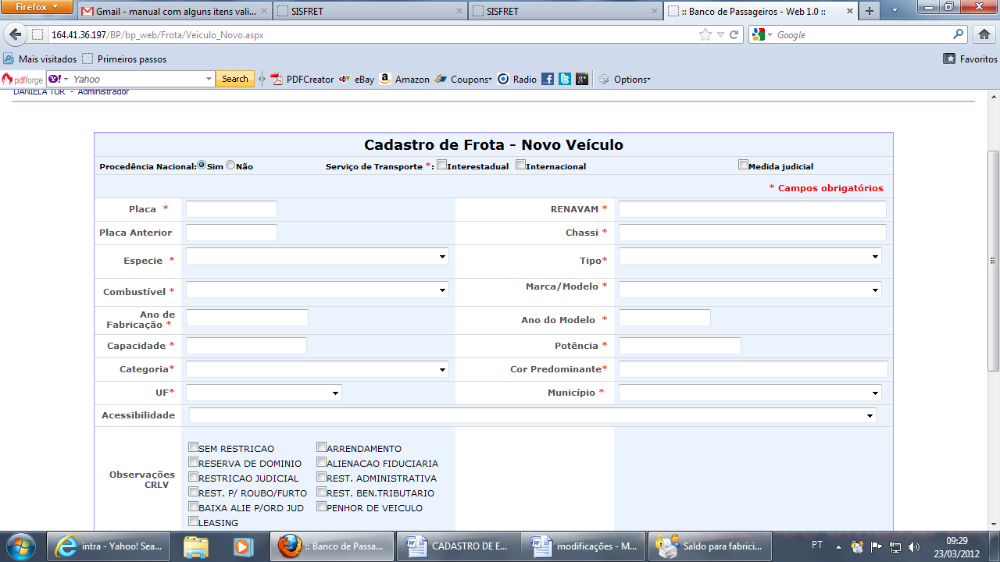 Firefox
Gmail - manual com alguns itens vali...
SISFRET
SISFRET
:: Banco de Passageiros - Web 1.0 ::
164.41.36.197/BP/bp_web/Frota/Veiculo_Novo.aspx
Google
Mais visitados
Primeiros passos
Favoritos
pdfforge
Yahoo
Search
PDFCreator
eBay
Amazon
Coupons
Radio
Options
DANIELA TUR - Administrador
Cadastro de Frota - Novo Veículo
Procedência Nacional: Sim Não
Serviço de Transporte *: Interestadual Internacional
Medida judicial
* Campos obrigatórios
Placa *
RENAVAM *
Placa Anterior
Chassi *
Especie *
Tipo*
Combustível *
Marca/Modelo *
Ano de
Fabricação *
Ano do Modelo *
Capacidade *
Potência *
Categoria*
Cor Predominante*
UF*
Município *
Acessibilidade
Observações
CRLV
SEM RESTRICAO
ARRENDAMENTO
RESERVA DE DOMINIO
ALIENACAO FIDUCIARIA
RESTRICAO JUDICIAL
REST. ADMINISTRATIVA
REST. P/ ROUBO/FURTO
REST. BEN.TRIBUTARIO
BAIXA ALIE P/ORD JUD
PENHOR DE VEICULO
LEASING
intra - Yahoo! Sea...
:: Banco de Passa...
CADASTRO DE E...
modificações - M...
Saldo para fabrici...
PT
09:29
23/03/2012